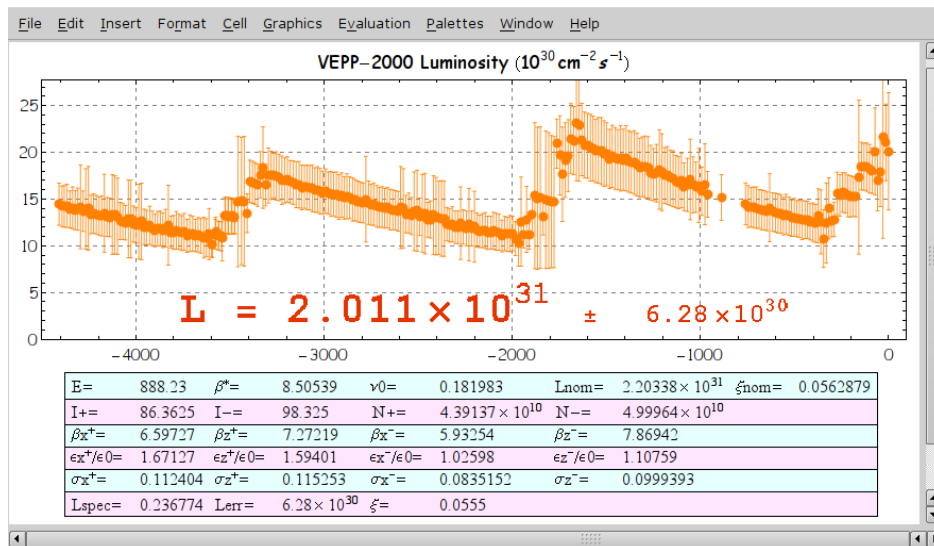 File Edit Insert Format Cell Graphics Evaluation Palettes Window Help
VEPP-2000 Luminosity (10^30 cm^-2 s^-1)
25
20
15
10
5
0
L = 2.011×10^31 ± 6.28×10^30
-4000 -3000 -2000 -1000 0
E= 888.23 β*= 8.50539 ν0= 0.181983 Lnom= 2.20338×10^31 ξnom= 0.0562879
I+= 86.3625 I-= 98.325 N+= 4.39137×10^10 N-= 4.99964×10^10
βx+= 6.59727 βz+= 7.27219 βx-= 5.93254 βz-= 7.86942
ϵx+/ϵ0= 1.67127 ϵz+/ϵ0= 1.59401 ϵx-/ϵ0= 1.02598 ϵz-/ϵ0= 1.10759
σx+= 0.112404 σz+= 0.115253 σx-= 0.0835152 σz-= 0.0999393
Lspec= 0.236774 Lerr= 6.28×10^30 ξ= 0.0555